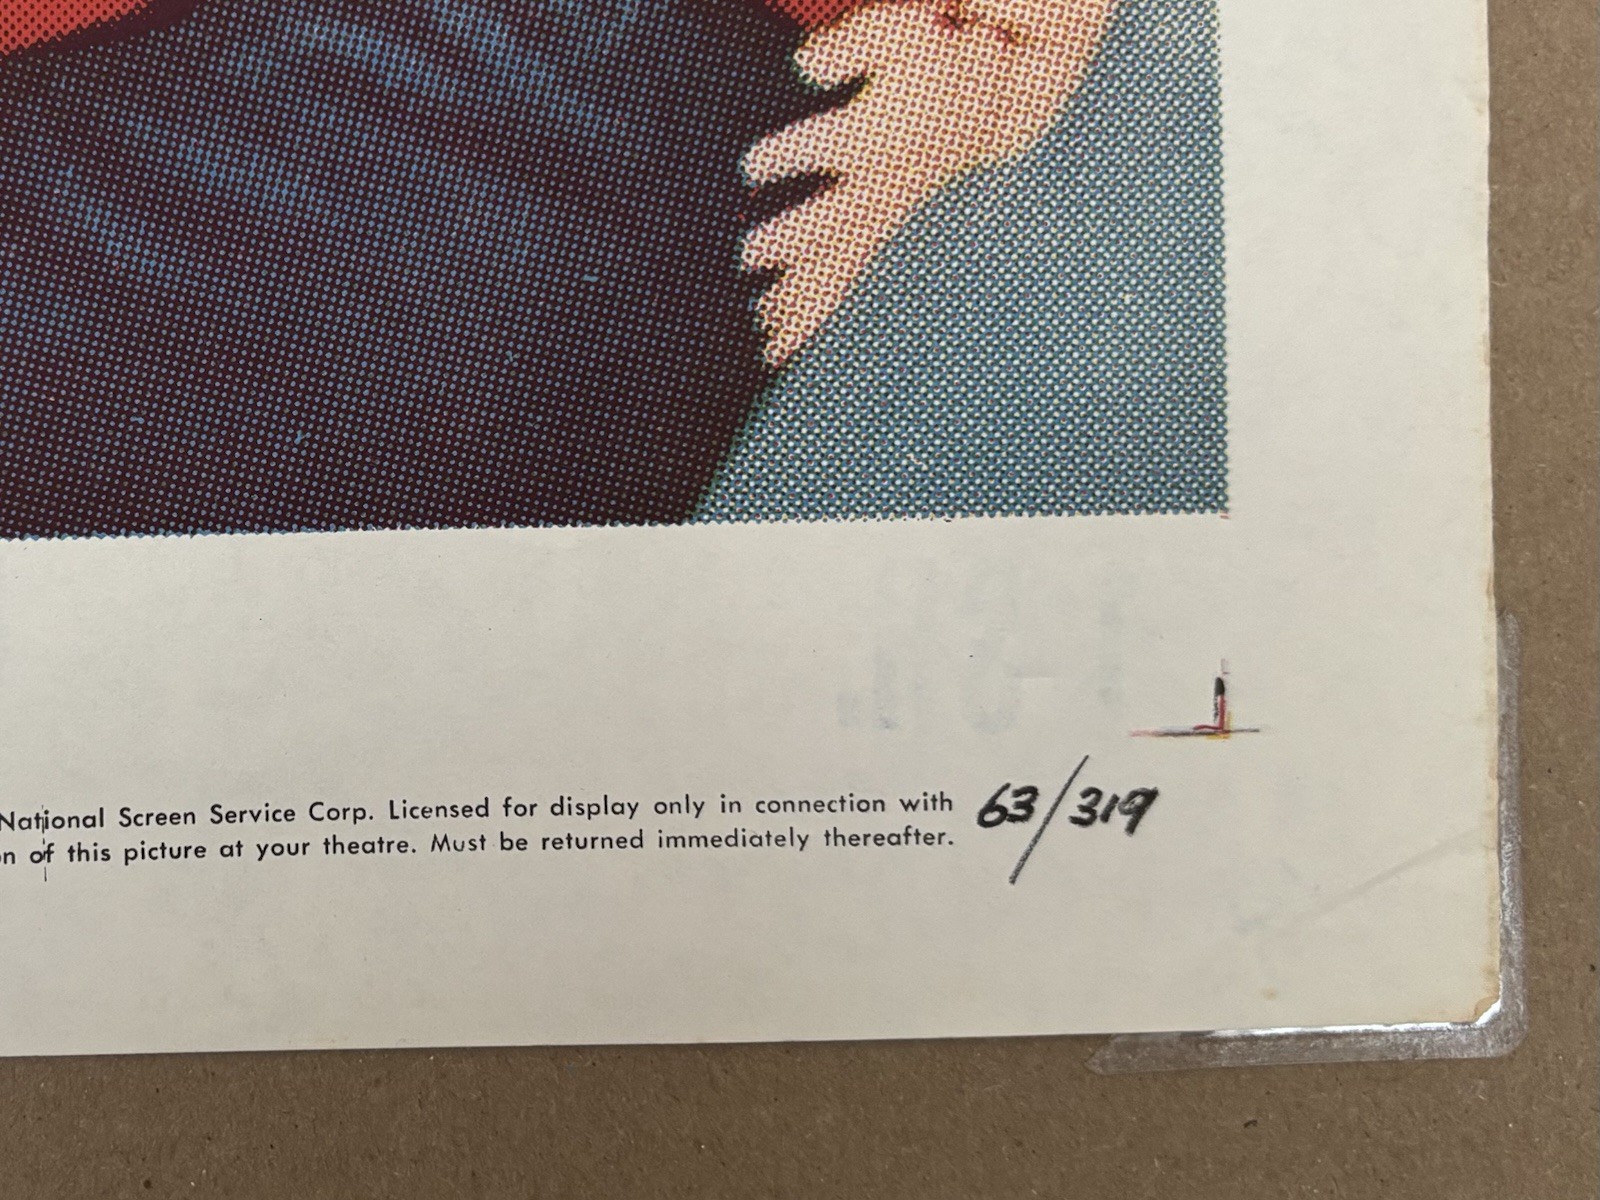 National Screen Service Corp. Licensed for display only in connection with 63/319
of this picture at your theatre. Must be returned immediately thereafter.